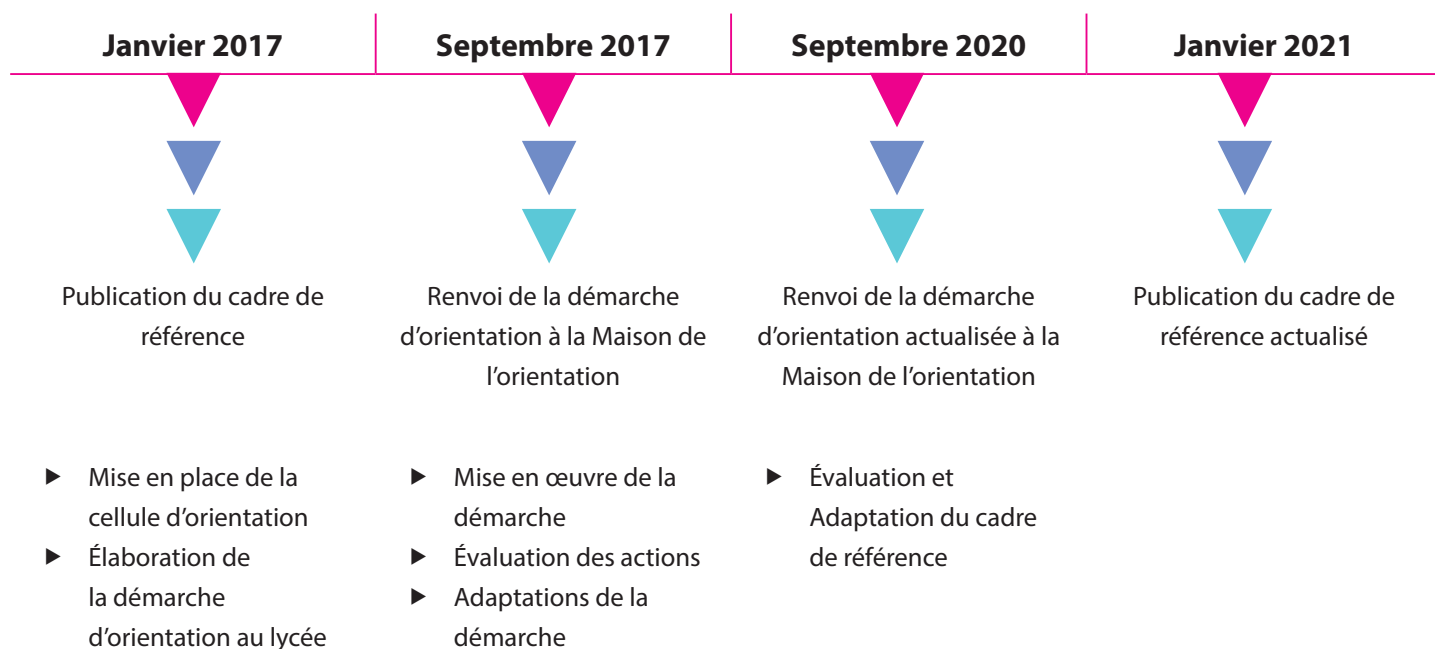 Janvier 2017
Septembre 2017
Septembre 2020
Janvier 2021
Publication du cadre de
référence
Renvoi de la démarche
d'orientation à la Maison de
l'orientation
Renvoi de la démarche
d'orientation actualisée à la
Maison de l'orientation
Publication du cadre de
référence actualisé
Mise en place de la
cellule d'orientation
Élaboration de
la démarche
d'orientation au lycée
Mise en œuvre de la
démarche
Évaluation des actions
Adaptations de la
démarche
Évaluation et
Adaptation du cadre
de référence